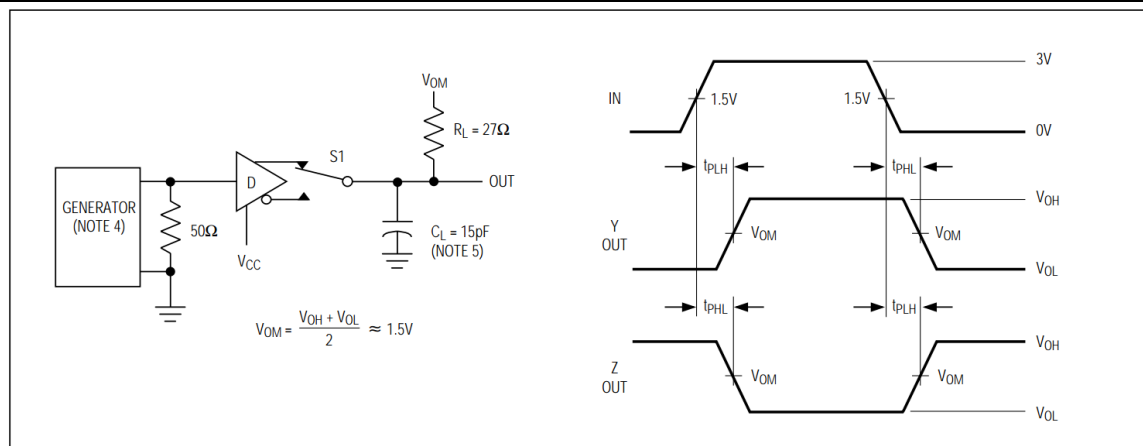 GENERATOR
(NOTE 4)
50Ω
D
VCC
S1
VOM
RL = 27Ω
OUT
CL = 15pF
(NOTE 5)
VOM = VOH + VOL / 2 ≈ 1.5V
IN
1.5V
1.5V
3V
0V
tPLH
tPHL
Y
OUT
VOM
VOM
VOH
VOL
tPHL
tPLH
Z
OUT
VOM
VOM
VOH
VOL